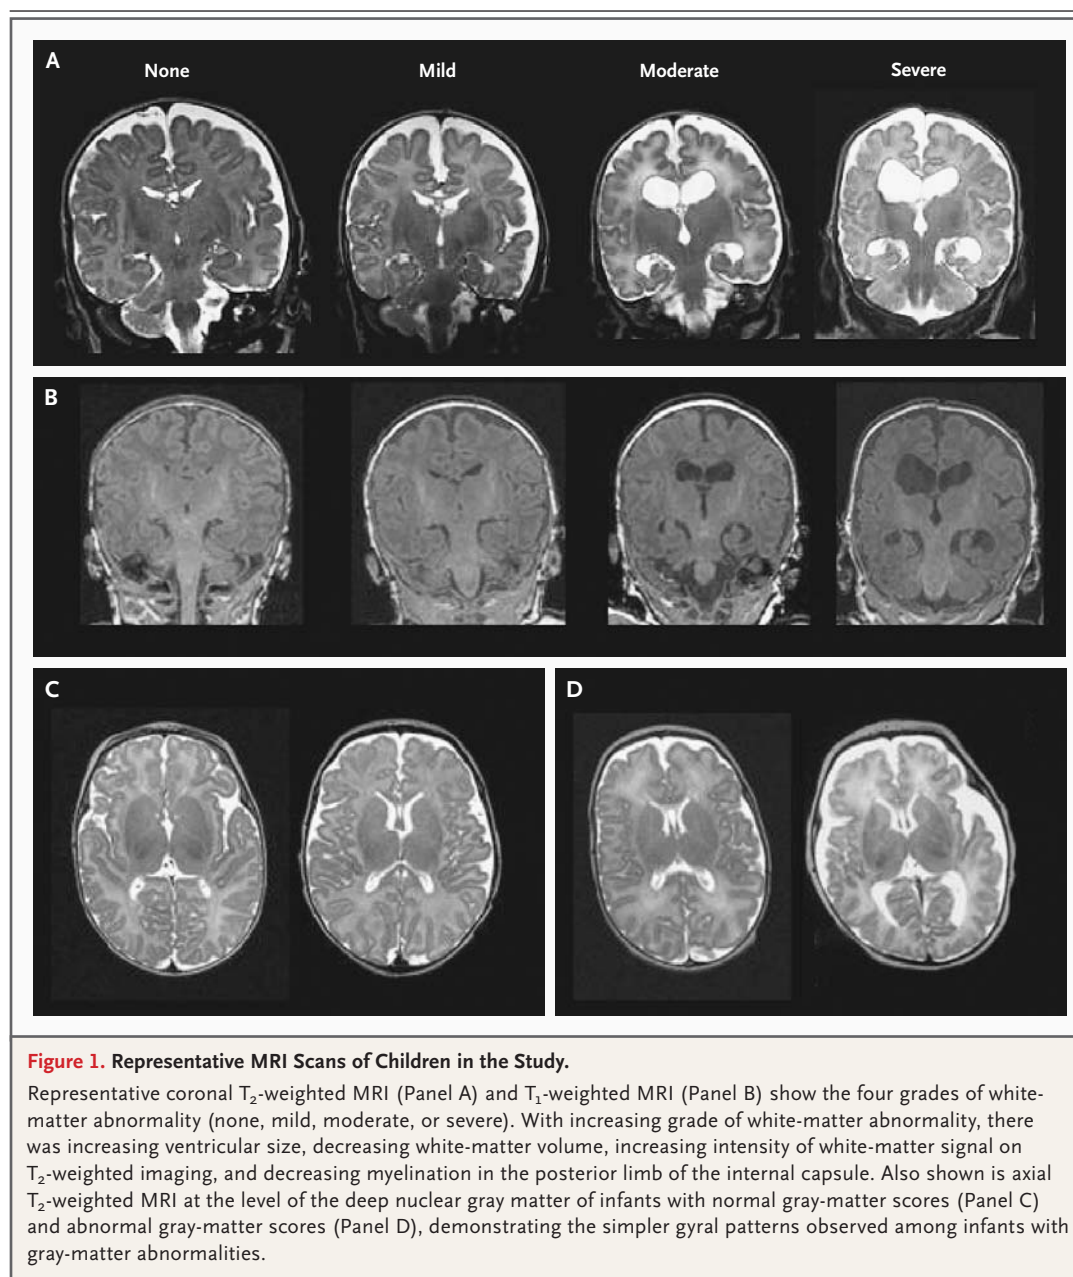 A
None Mild Moderate Severe
B
C
D
Figure 1. Representative MRI Scans of Children in the Study.
Representative coronal T₂-weighted MRI (Panel A) and T₁-weighted MRI (Panel B) show the four grades of white-
matter abnormality (none, mild, moderate, or severe). With increasing grade of white-matter abnormality, there
was increasing ventricular size, decreasing white-matter volume, increasing intensity of white-matter signal on
T₂-weighted imaging, and decreasing myelination in the posterior limb of the internal capsule. Also shown is axial
T₂-weighted MRI at the level of the deep nuclear gray matter of infants with normal gray-matter scores (Panel C)
and abnormal gray-matter scores (Panel D), demonstrating the simpler gyral patterns observed among infants with
gray-matter abnormalities.